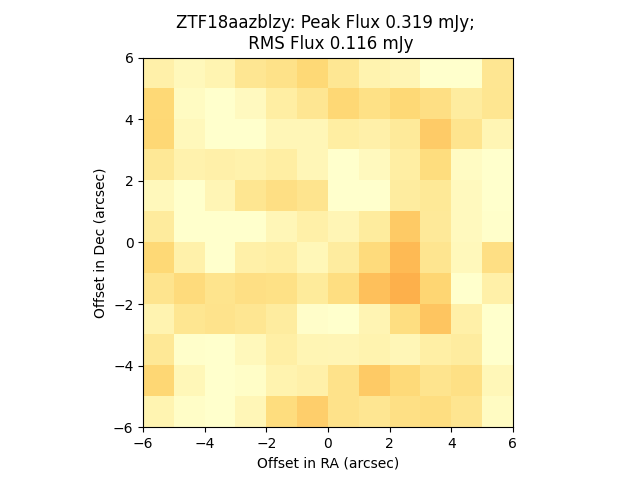 ZTF18aazblzy: Peak Flux 0.319 mJy;
RMS Flux 0.116 mJy
6
4
2
0
−2
−4
−6
Offset in Dec (arcsec)
−6 −4 −2 0 2 4 6
Offset in RA (arcsec)